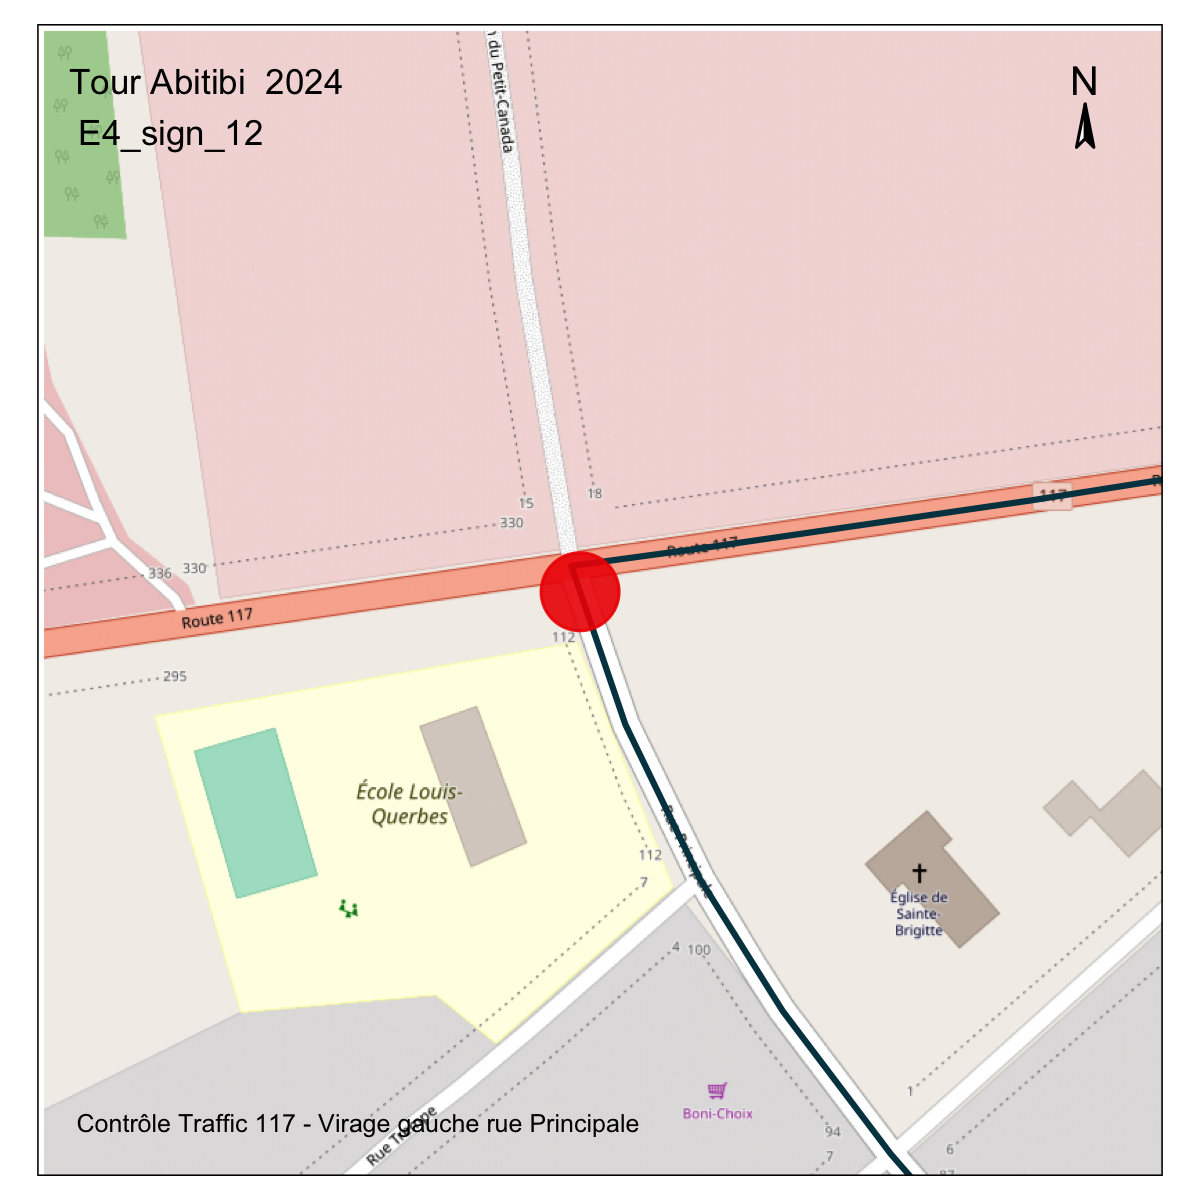 Tour Abitibi  2024
E4_sign_12
N
du Petit-Canada
15
18
330
336
330
117
Route 117
Route 117
295
112
École Louis-
Querbes
Rue Principale
112
7
4
100
Église de
Sainte-
Brigitte
1
Boni-Choix
94
7
6
Contrôle Traffic 117 - Virage gauche rue Principale